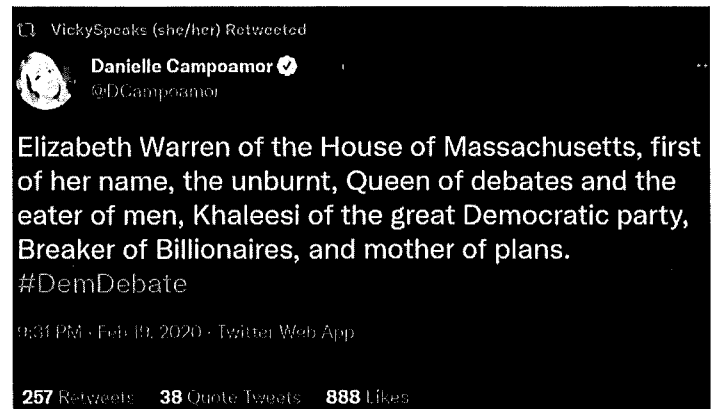 VickySpeaks (she/her) Retweeted
Danielle Campoamor
@DCampoamor
Elizabeth Warren of the House of Massachusetts, first
of her name, the unburnt, Queen of debates and the
eater of men, Khaleesi of the great Democratic party,
Breaker of Billionaires, and mother of plans.
#DemDebate
9:31 PM · Feb 19, 2020 · Twitter Web App
257 Retweets 38 Quote Tweets 888 Likes